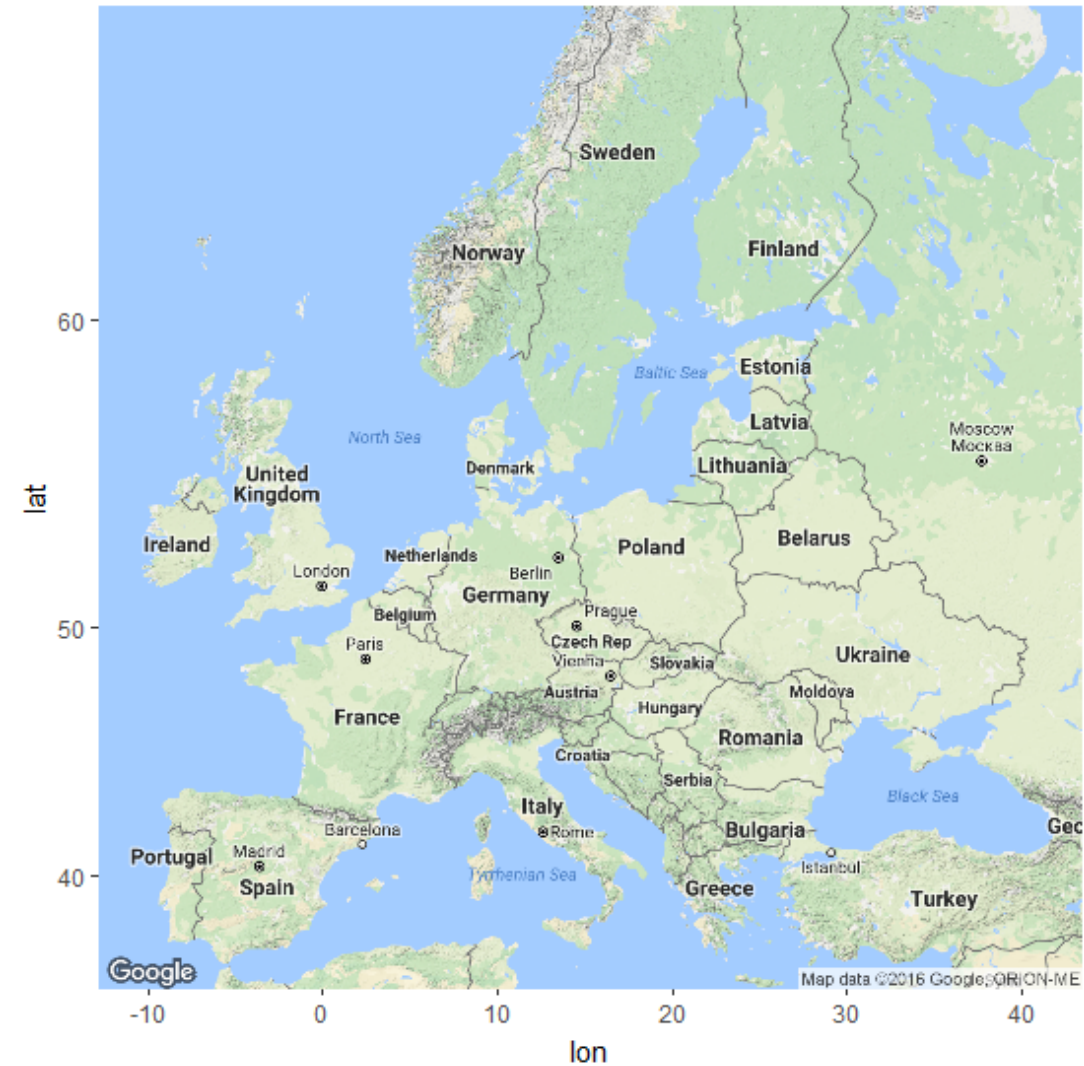 Sweden
Norway
Finland
60
Estonia
Baltic Sea
Latvia
Moscow
Москва
North Sea
Denmark
Lithuania
United
Kingdom
lat
Ireland
Belarus
Poland
Netherlands
London
Berlin
Germany
Belgium
Prague
50
Paris
Czech Rep
Vienna
Slovakia
Ukraine
Austria
Moldova
Hungary
France
Romania
Croatia
Serbia
Black Sea
Italy
Barcelona
Rome
Bulgaria
Geo
Portugal
Madrid
Istanbul
40
Tyrrhenian Sea
Spain
Greece
Turkey
Google
Map data ©2016 Google, ORION-ME
-10
0
10
20
30
40
lon